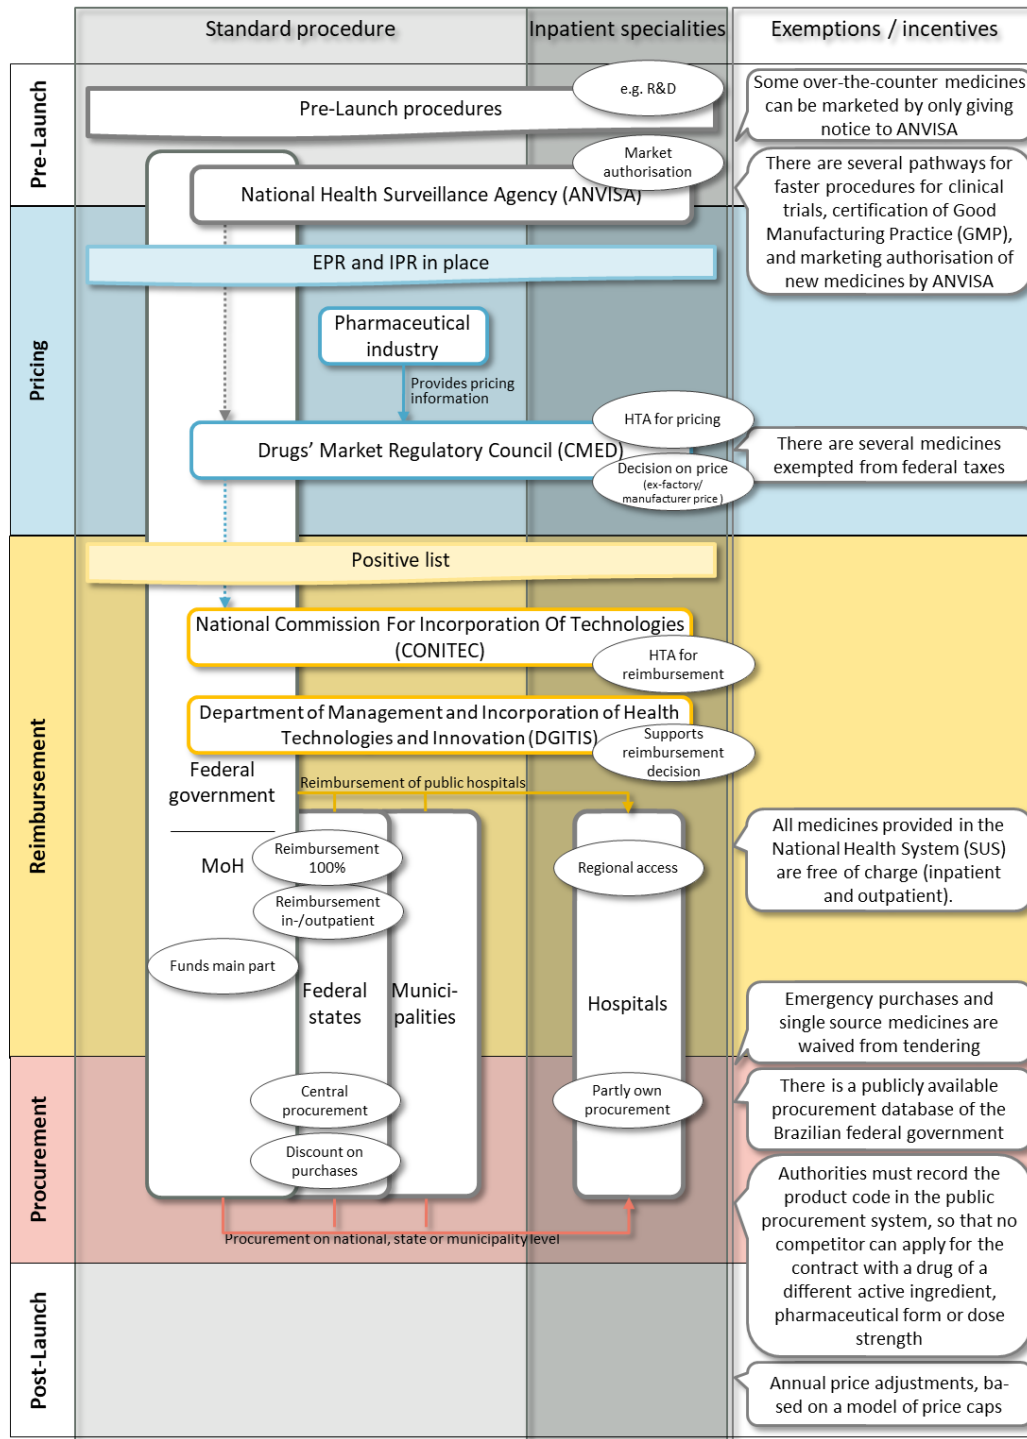 Standard procedure
Inpatient specialities
Exemptions / incentives
Pre-Launch
Pre-Launch procedures
e.g. R&D
Some over-the-counter medicines
can be marketed by only giving
notice to ANVISA
Market
authorisation
National Health Surveillance Agency (ANVISA)
There are several pathways for
faster procedures for clinical
trials, certification of Good
Manufacturing Practice (GMP),
and marketing authorisation of
new medicines by ANVISA
Pricing
EPR and IPR in place
Pharmaceutical
industry
Provides pricing
information
HTA for pricing
Drugs’ Market Regulatory Council (CMED)
Decision on price
(ex-factory/
manufacturer price)
There are several medicines
exempted from federal taxes
Reimbursement
Positive list
National Commission For Incorporation Of Technologies
(CONITEC)
HTA for
reimbursement
Department of Management and Incorporation of Health
Technologies and Innovation (DGITIS)
Supports
reimbursement
decision
Federal
government
MoH
Reimbursement of public hospitals
Reimbursement
100%
Reimbursement
in-/outpatient
Funds main part
Federal
states
Munici-
palities
Regional access
Hospitals
All medicines provided in the
National Health System (SUS)
are free of charge (inpatient
and outpatient).
Emergency purchases and
single source medicines are
waived from tendering
Procurement
Central
procurement
Discount on
purchases
Partly own
procurement
Procurement on national, state or municipality level
There is a publicly available
procurement database of the
Brazilian federal government
Authorities must record the
product code in the public
procurement system, so that no
competitor can apply for the
contract with a drug of a
different active ingredient,
pharmaceutical form or dose
strength
Post-Launch
Annual price adjustments, ba-
sed on a model of price caps